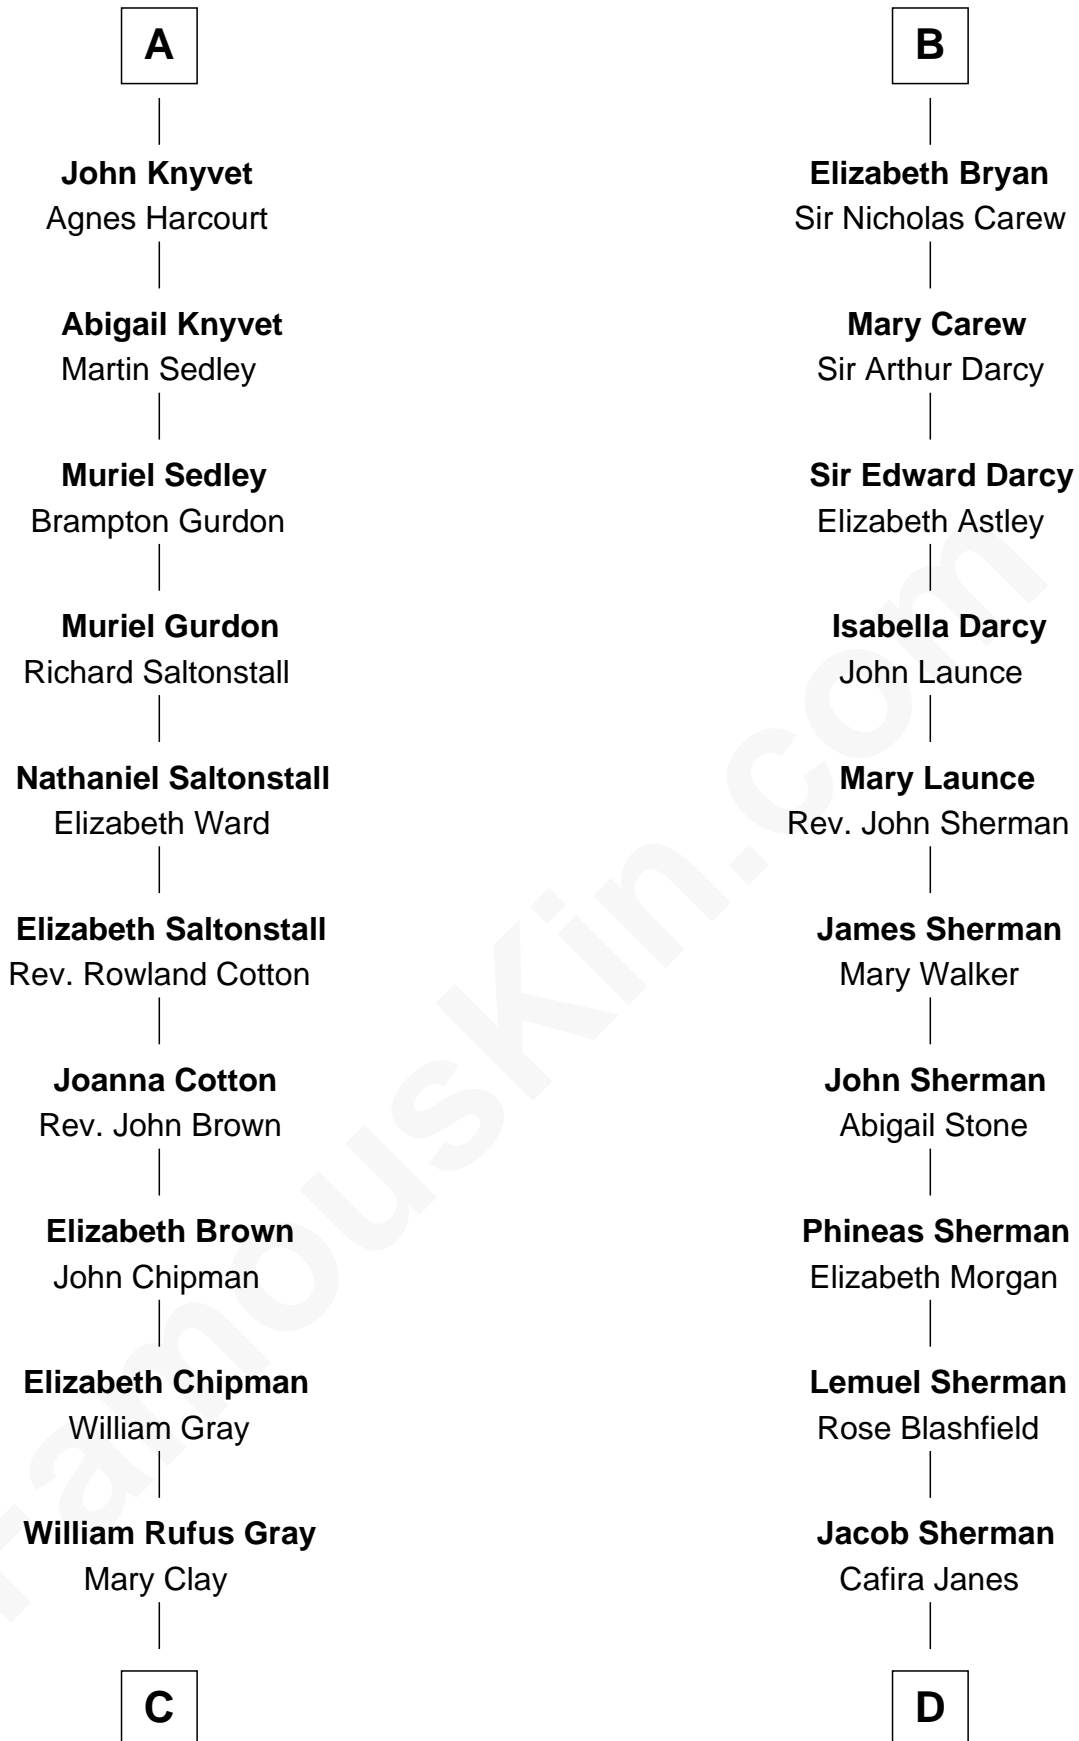 A
John Knyvet
Agnes Harcourt
Abigail Knyvet
Martin Sedley
Muriel Sedley
Brampton Gurdon
Muriel Gurdon
Richard Saltonstall
Nathaniel Saltonstall
Elizabeth Ward
Elizabeth Saltonstall
Rev. Rowland Cotton
Joanna Cotton
Rev. John Brown
Elizabeth Brown
John Chipman
Elizabeth Chipman
William Gray
William Rufus Gray
Mary Clay
C
B
Elizabeth Bryan
Sir Nicholas Carew
Mary Carew
Sir Arthur Darcy
Sir Edward Darcy
Elizabeth Astley
Isabella Darcy
John Launce
Mary Launce
Rev. John Sherman
James Sherman
Mary Walker
John Sherman
Abigail Stone
Phineas Sherman
Elizabeth Morgan
Lemuel Sherman
Rose Blashfield
Jacob Sherman
Cafira Janes
D
FamousKin.com